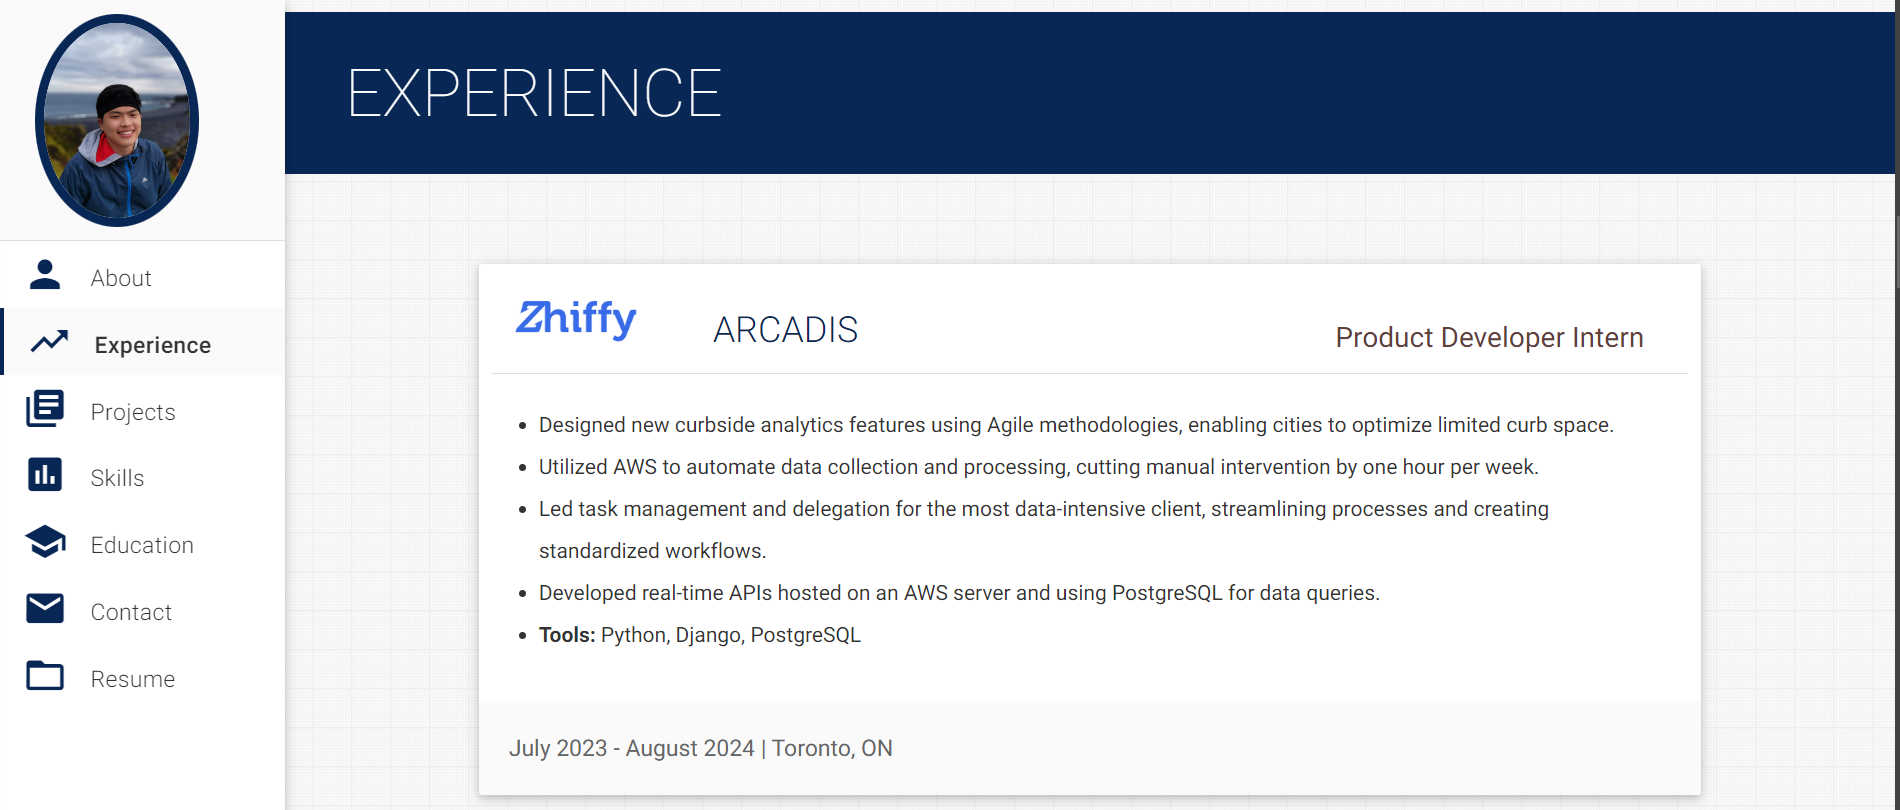 EXPERIENCE
About
Experience
Projects
Skills
Education
Contact
Resume
Zhiffy
ARCADIS
Product Developer Intern
Designed new curbside analytics features using Agile methodologies, enabling cities to optimize limited curb space.
Utilized AWS to automate data collection and processing, cutting manual intervention by one hour per week.
Led task management and delegation for the most data-intensive client, streamlining processes and creating
standardized workflows.
Developed real-time APIs hosted on an AWS server and using PostgreSQL for data queries.
Tools: Python, Django, PostgreSQL
July 2023 - August 2024 | Toronto, ON